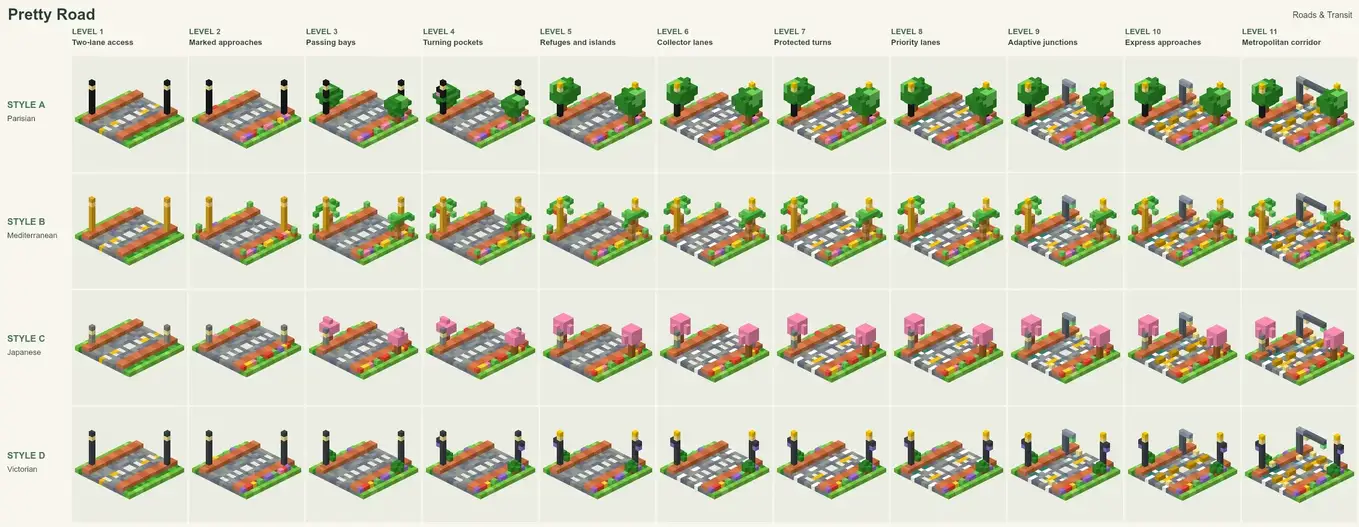 Pretty Road
Roads & Transit
LEVEL 1
Two-lane access
LEVEL 2
Marked approaches
LEVEL 3
Passing bays
LEVEL 4
Turning pockets
LEVEL 5
Refuges and islands
LEVEL 6
Collector lanes
LEVEL 7
Protected turns
LEVEL 8
Priority lanes
LEVEL 9
Adaptive junctions
LEVEL 10
Express approaches
LEVEL 11
Metropolitan corridor
STYLE A
Parisian
STYLE B
Mediterranean
STYLE C
Japanese
STYLE D
Victorian